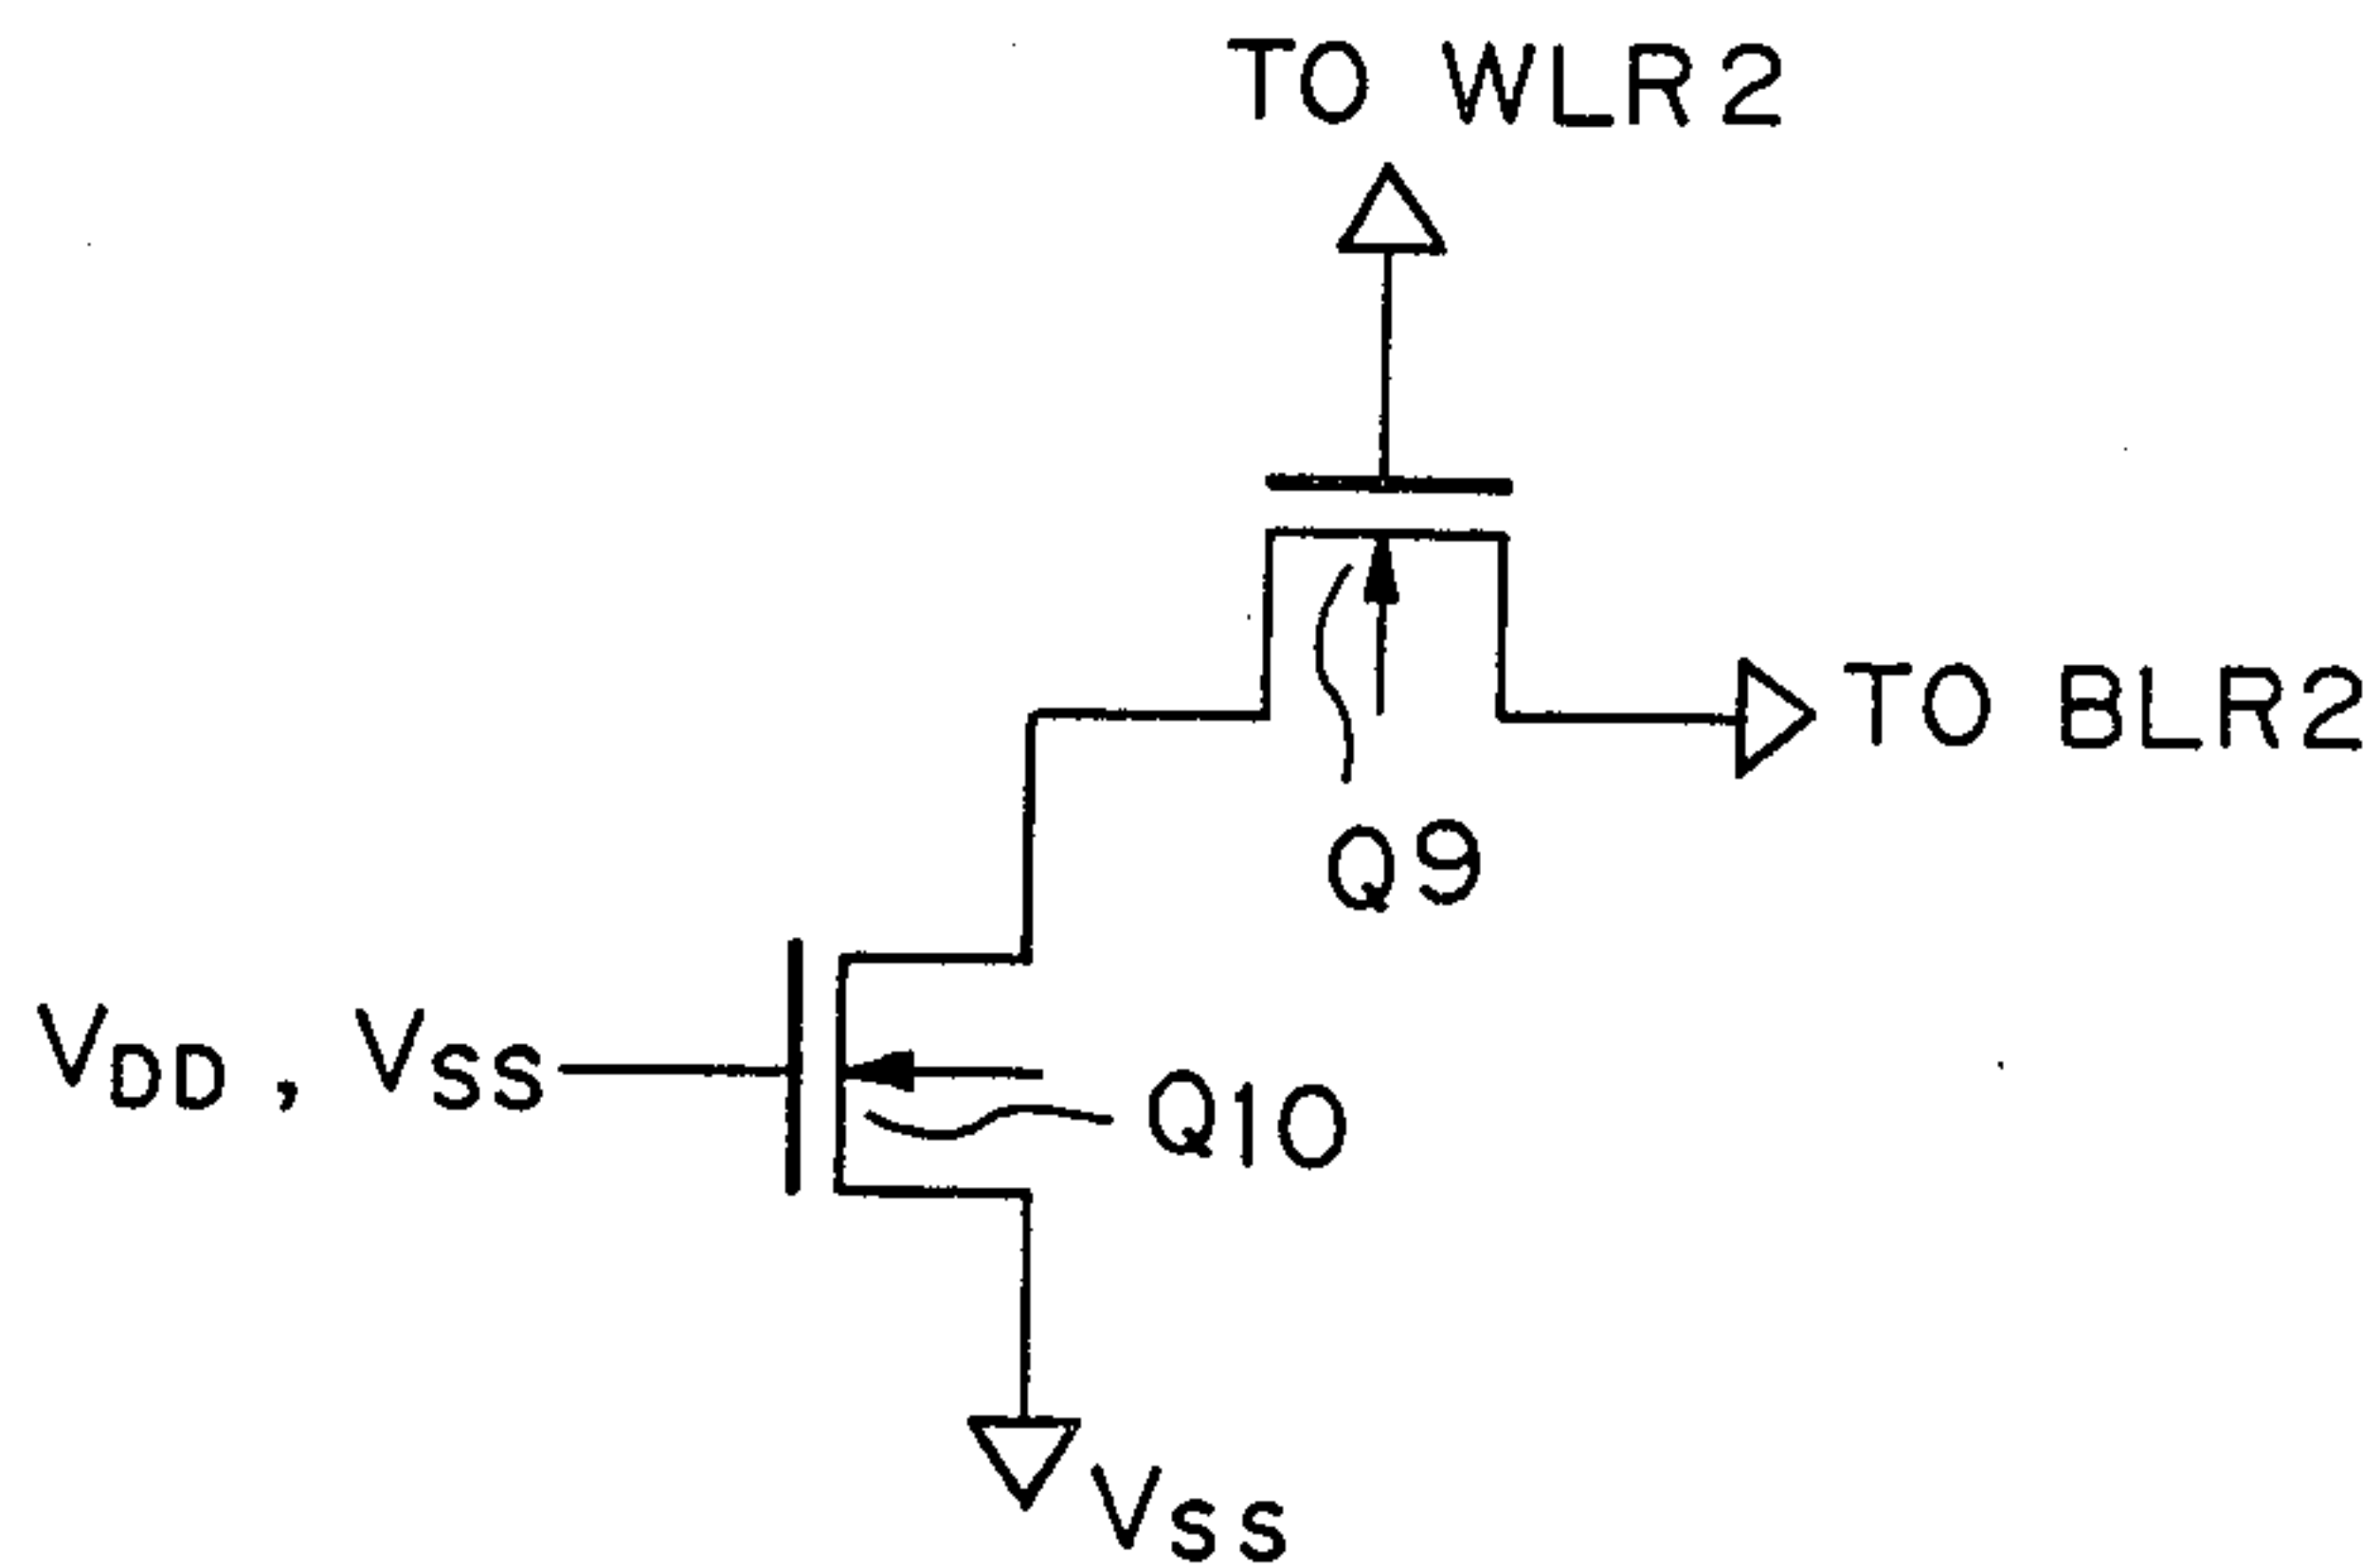 TO WLR2
TO BLR2
Q9
VDD, VSS
Q10
VSS